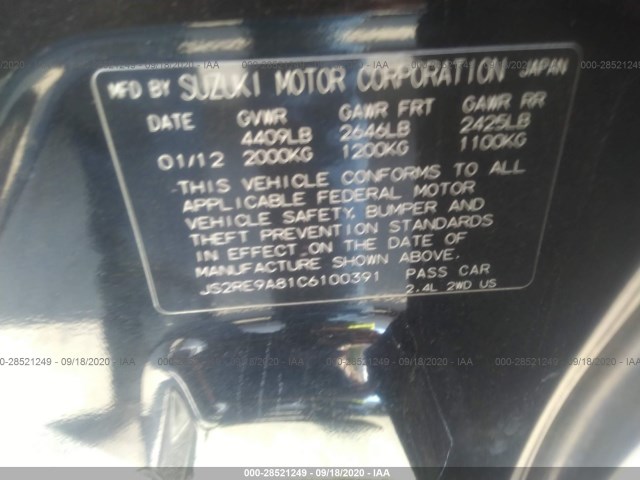 MFD BY SUZUKI MOTOR CORPORATION JAPAN
DATE GVWR GAWR FRT GAWR RR
4409LB 2646LB 2425LB
01/12 2000KG 1200KG 1100KG
THIS VEHICLE CONFORMS TO ALL
APPLICABLE FEDERAL MOTOR
VEHICLE SAFETY, BUMPER AND
THEFT PREVENTION STANDARDS
IN EFFECT ON THE DATE OF
MANUFACTURE SHOWN ABOVE.
JS2RE9A81C6100391 PASS CAR
2.4L 2WD US
000-28521249 - 09/18/2020 - IAA